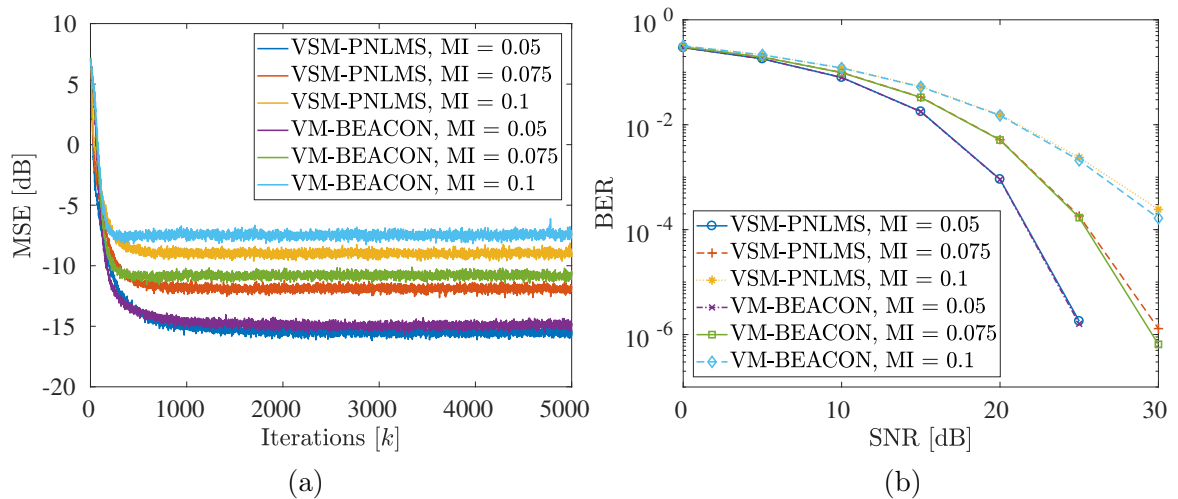 10
5
0
-5
-10
-15
-20
MSE [dB]
VSM-PNLMS, MI = 0.05
VSM-PNLMS, MI = 0.075
VSM-PNLMS, MI = 0.1
VM-BEACON, MI = 0.05
VM-BEACON, MI = 0.075
VM-BEACON, MI = 0.1
0 1000 2000 3000 4000 5000
Iterations [k]
(a)
10^0
10^-2
10^-4
10^-6
BER
VSM-PNLMS, MI = 0.05
VSM-PNLMS, MI = 0.075
VSM-PNLMS, MI = 0.1
VM-BEACON, MI = 0.05
VM-BEACON, MI = 0.075
VM-BEACON, MI = 0.1
0 10 20 30
SNR [dB]
(b)